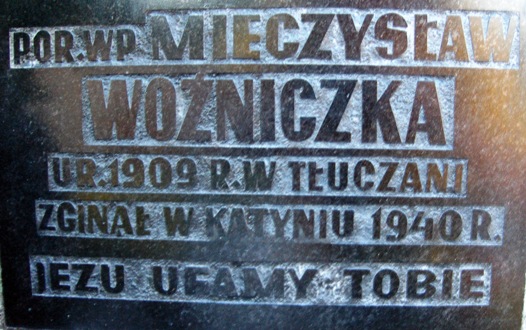 POR. WP MIECZYSŁAW
WOŹNICZKA
UR. 1909 R. W TŁUCZANI
ZGINĄŁ W KATYNIU 1940 R.
JEZU UFAMY TOBIE